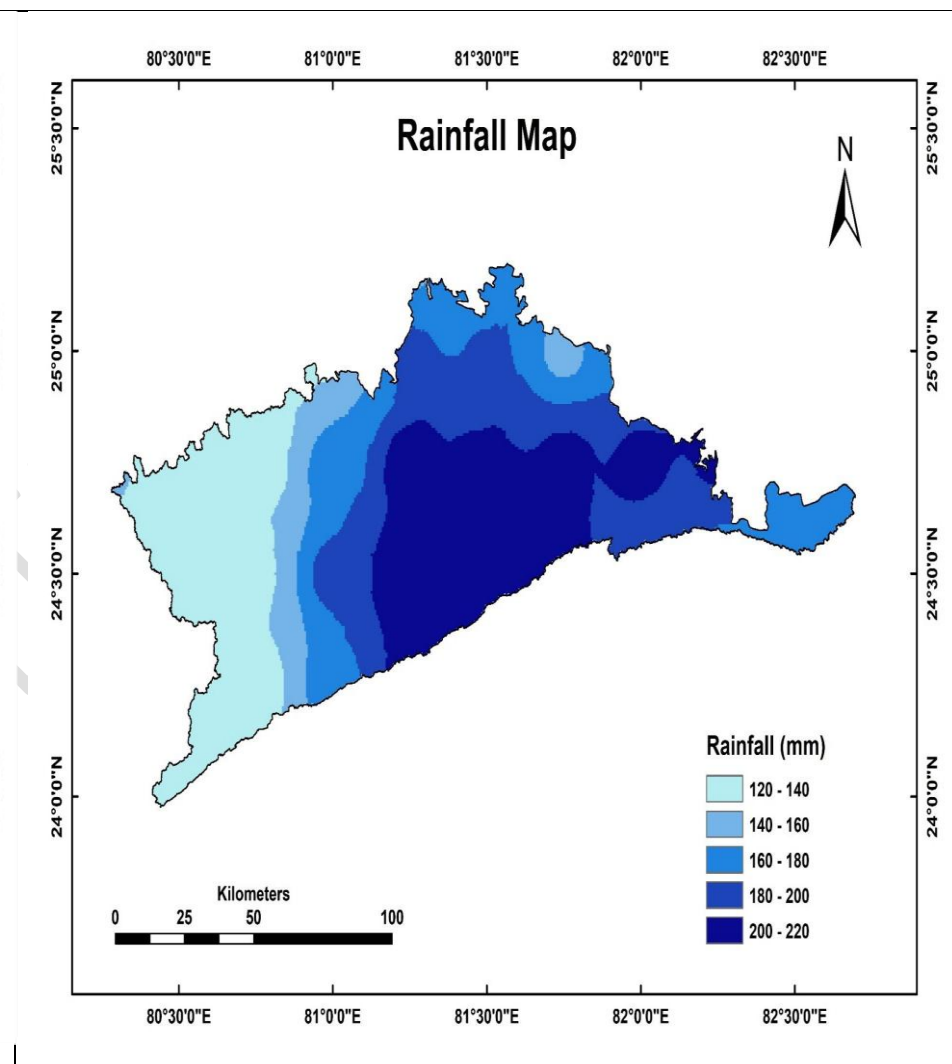 80°30'0"E 81°0'0"E 81°30'0"E 82°0'0"E 82°30'0"E
Rainfall Map
N
25°30'0"N 25°30'0"N
25°0'0"N 25°0'0"N
24°30'0"N 24°30'0"N
24°0'0"N 24°0'0"N
Rainfall (mm)
120 - 140
140 - 160
160 - 180
180 - 200
200 - 220
Kilometers
0 25 50 100
80°30'0"E 81°0'0"E 81°30'0"E 82°0'0"E 82°30'0"E